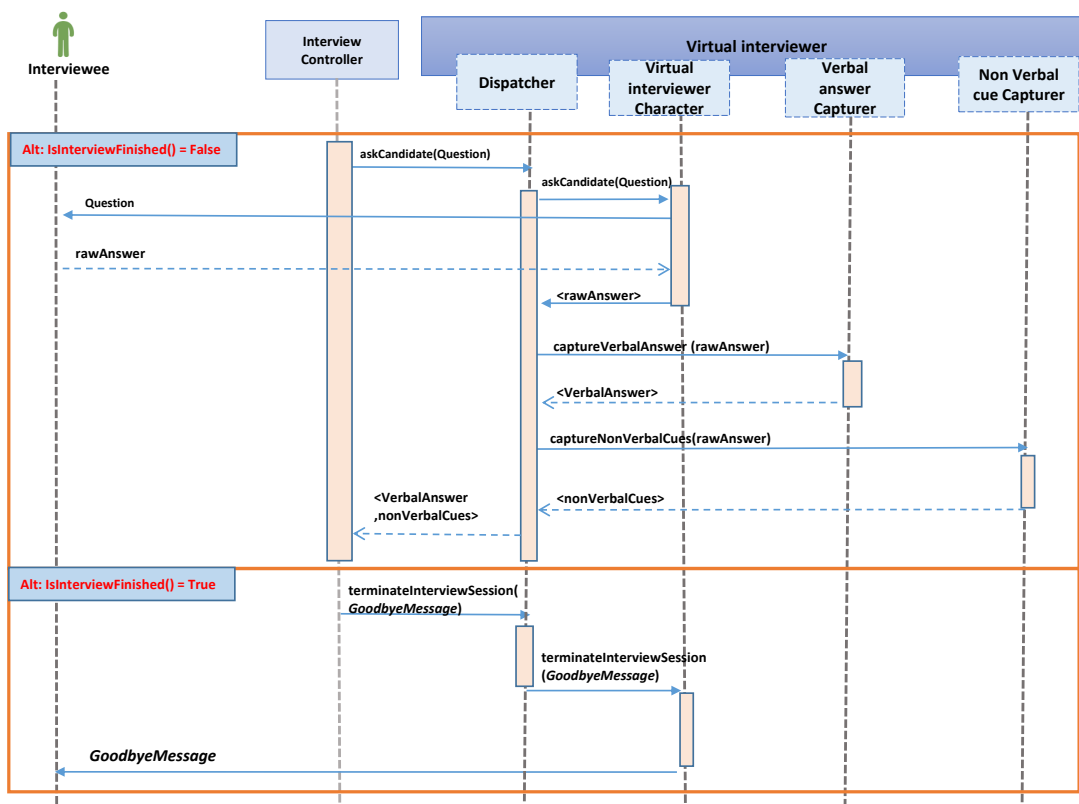 Interviewee
Interview
Controller
Virtual interviewer
Dispatcher
Virtual
interviewer
Character
Verbal
answer
Capturer
Non Verbal
cue Capturer
Alt: IsInterviewFinished() = False
askCandidate(Question)
askCandidate(Question)
Question
rawAnswer
<rawAnswer>
captureVerbalAnswer (rawAnswer)
<VerbalAnswer>
captureNonVerbalCues(rawAnswer)
<nonVerbalCues>
<VerbalAnswer
,nonVerbalCues>
Alt: IsInterviewFinished() = True
terminateInterviewSession(
GoodbyeMessage)
terminateInterviewSession
(GoodbyeMessage)
GoodbyeMessage